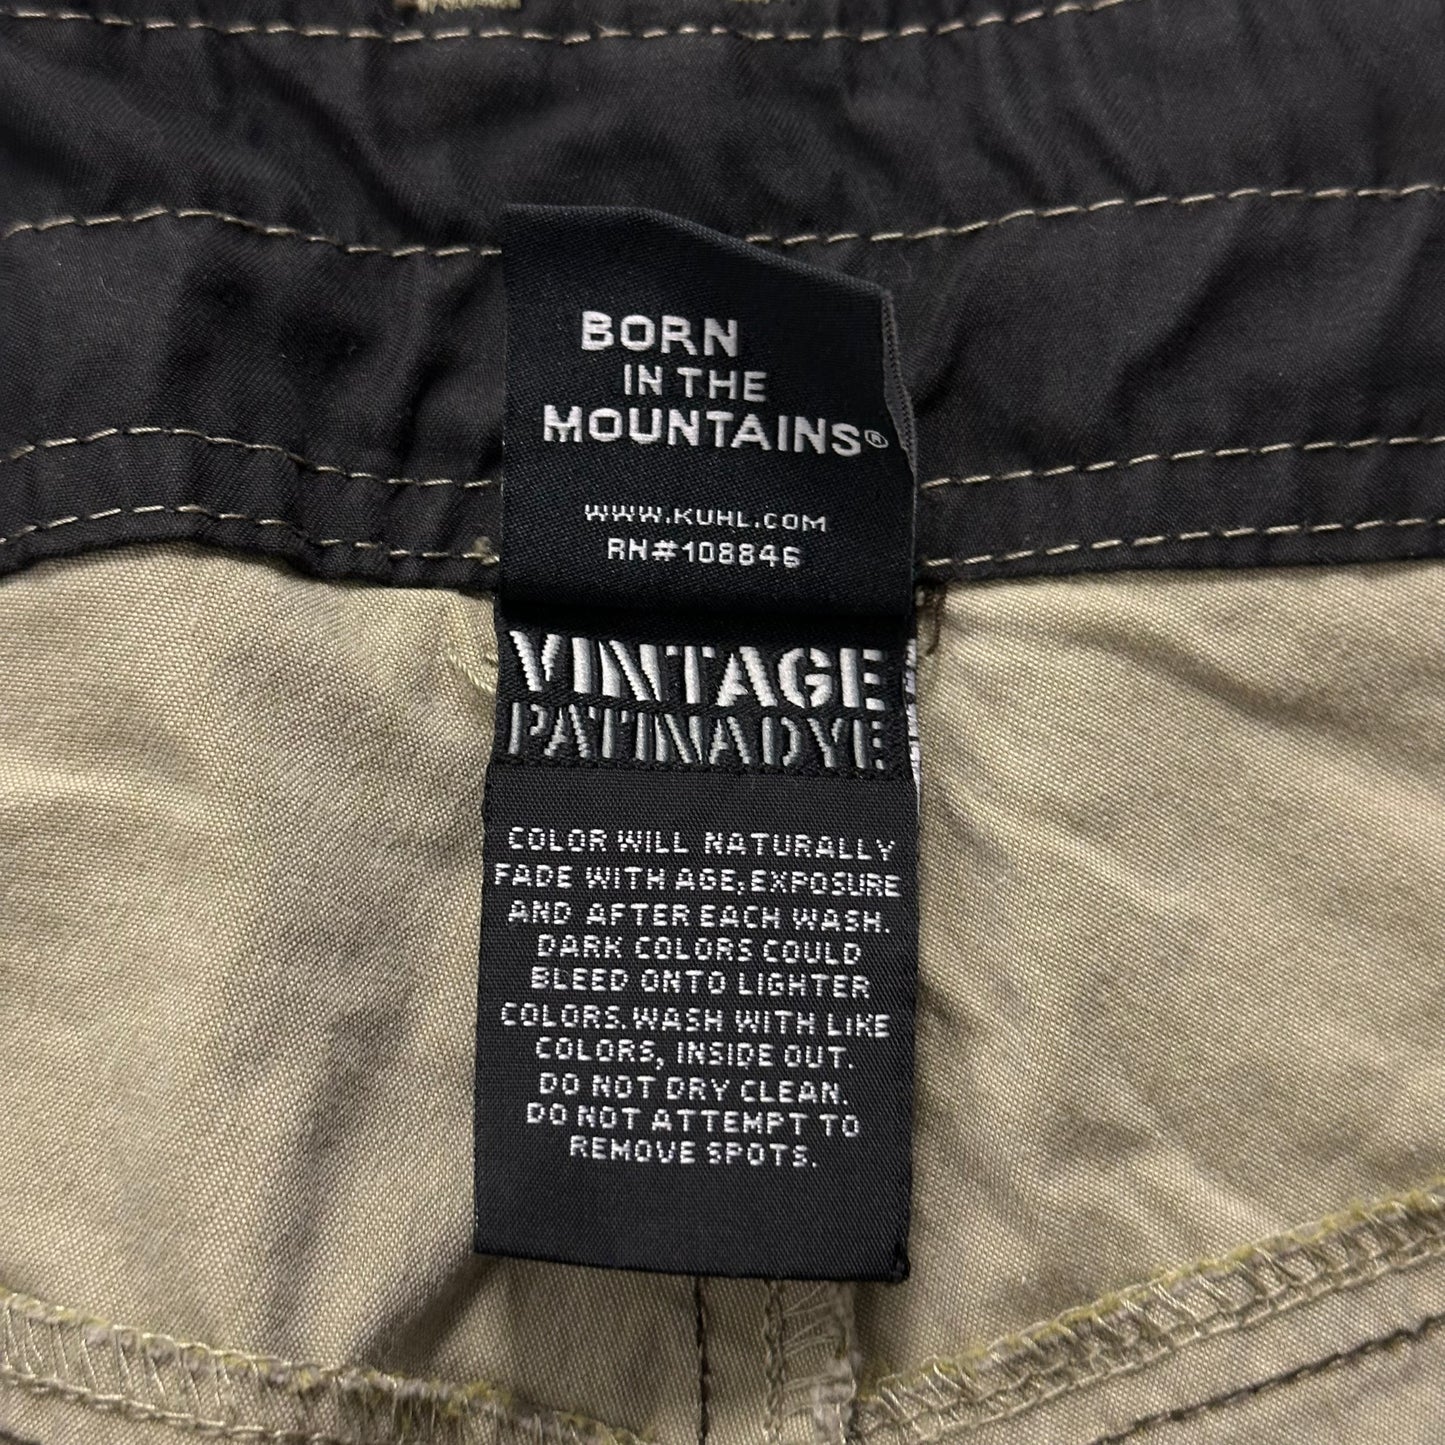 BORN
IN THE
MOUNTAINS®
WWW.KUHL.COM
RN#108846
VINTAGE
PATINADYE
COLOR WILL NATURALLY
FADE WITH AGE, EXPOSURE
AND AFTER EACH WASH.
DARK COLORS COULD
BLEED ONTO LIGHTER
COLORS. WASH WITH LIKE
COLORS, INSIDE OUT.
DO NOT DRY CLEAN.
DO NOT ATTEMPT TO
REMOVE SPOTS.